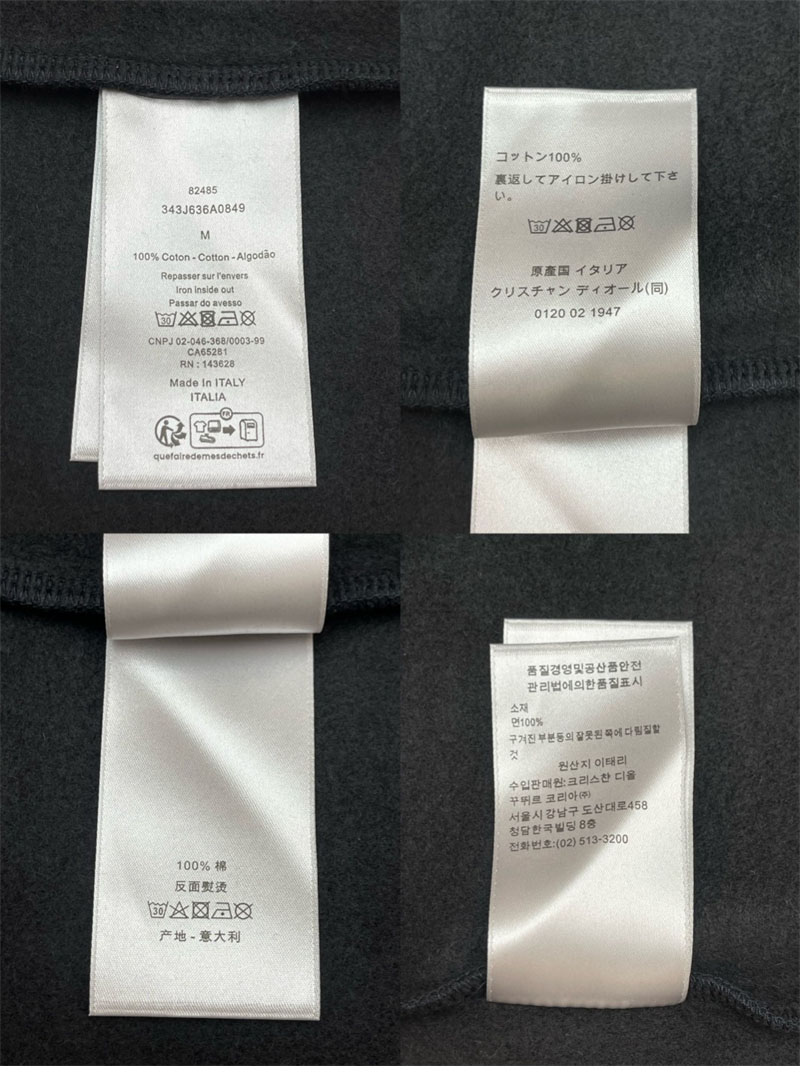 82485
343J636A0849
M
100% Coton - Cotton - Algodão
Repasser sur l'envers
Iron Inside out
Passar do avesso
30
CNPJ 02-046-368/0003-99
CA65281
RN : 143628
Made In ITALY
ITALIA
FR
quefairedemesdechets.fr
コットン100%
裏返してアイロン掛けして下さ
い。
30
原產国 イタリア
クリスチャン ディオール(同)
0120 02 1947
100% 棉
反面熨烫
30
产地 - 意大利
품질경영및공산품안전
관리법에의한품질표시
소재
면100%
구겨진부분등의잘못된쪽에다림질할
것
원산지 이태리
수입판매원:크리스챤 디올
꾸뛰르 코리아㈜
서울시강남구 도산대로458
청담한국빌딩 8층
전화번호:(02) 513-3200